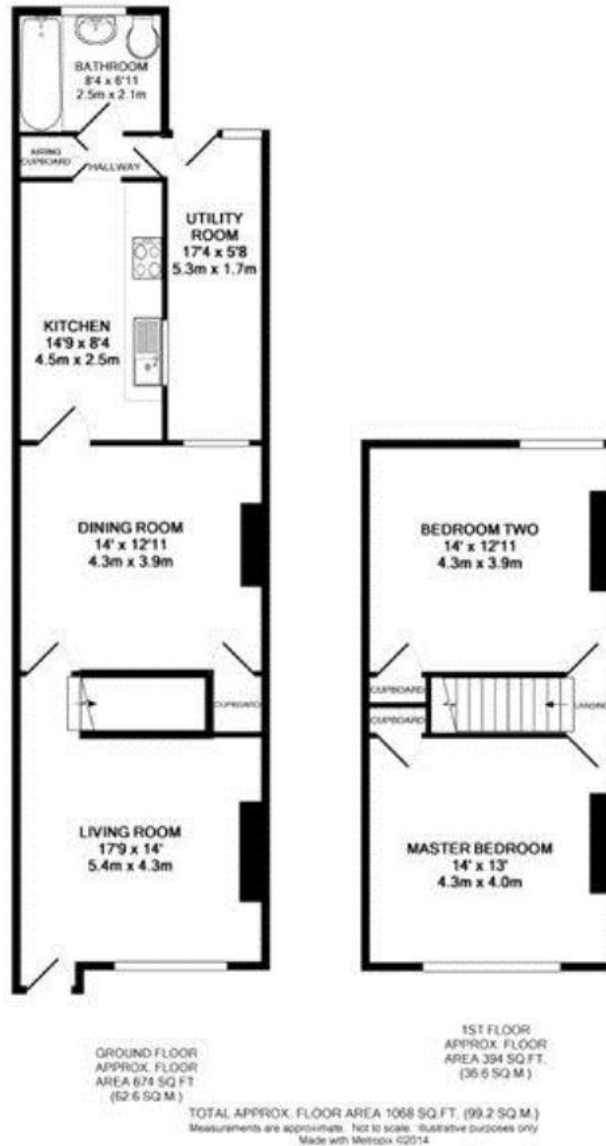 BATHROOM
8'4 x 6'11
2.5m x 2.1m
AIRING
CUPBOARD
HALLWAY
UTILITY
ROOM
17'4 x 5'8
5.3m x 1.7m
KITCHEN
14'9 x 8'4
4.5m x 2.5m
DINING ROOM
14' x 12'11
4.3m x 3.9m
CUPBOARD
LIVING ROOM
17'9 x 14'
5.4m x 4.3m
BEDROOM TWO
14' x 12'11
4.3m x 3.9m
CUPBOARD
CUPBOARD
LANDING
MASTER BEDROOM
14' x 13'
4.3m x 4.0m
GROUND FLOOR
APPROX. FLOOR
AREA 674 SQ.FT.
(62.6 SQ.M.)
1ST FLOOR
APPROX. FLOOR
AREA 394 SQ.FT.
(36.6 SQ.M.)
TOTAL APPROX. FLOOR AREA 1068 SQ.FT. (99.2 SQ.M.)
Measurements are approximate. Not to scale. Illustrative purposes only
Made with Metropix ©2014